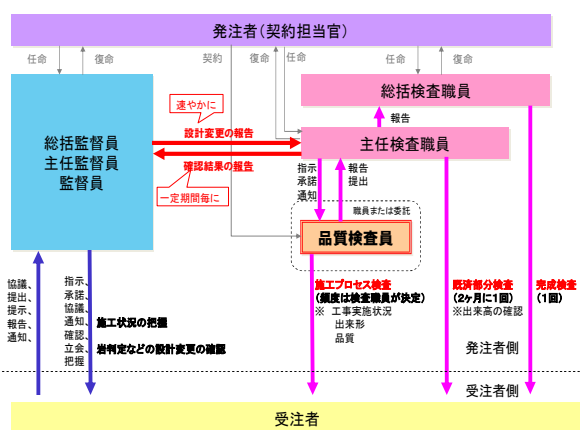 発注者(契約担当官)
任命
復命
契約
復命
任命
任命
復命
総括監督員
主任監督員
監督員
速やかに
設計変更の報告
確認結果の報告
一定期間毎に
総括検査職員
報告
主任検査職員
指示
承諾
通知
報告
提出
職員または委託
品質検査員
協議、
提出、
提示、
報告、
通知、
指示、
承諾、
協議、
通知、
確認、
立会、
把握
施工状況の把握
岩判定などの設計変更の確認
施工プロセス検査
(頻度は検査職員が決定)
※ 工事実施状況
出来形
品質
既済部分検査
(2ヶ月に1回)
※出来高の確認
完成検査
(1回)
発注者側
受注者側
受注者